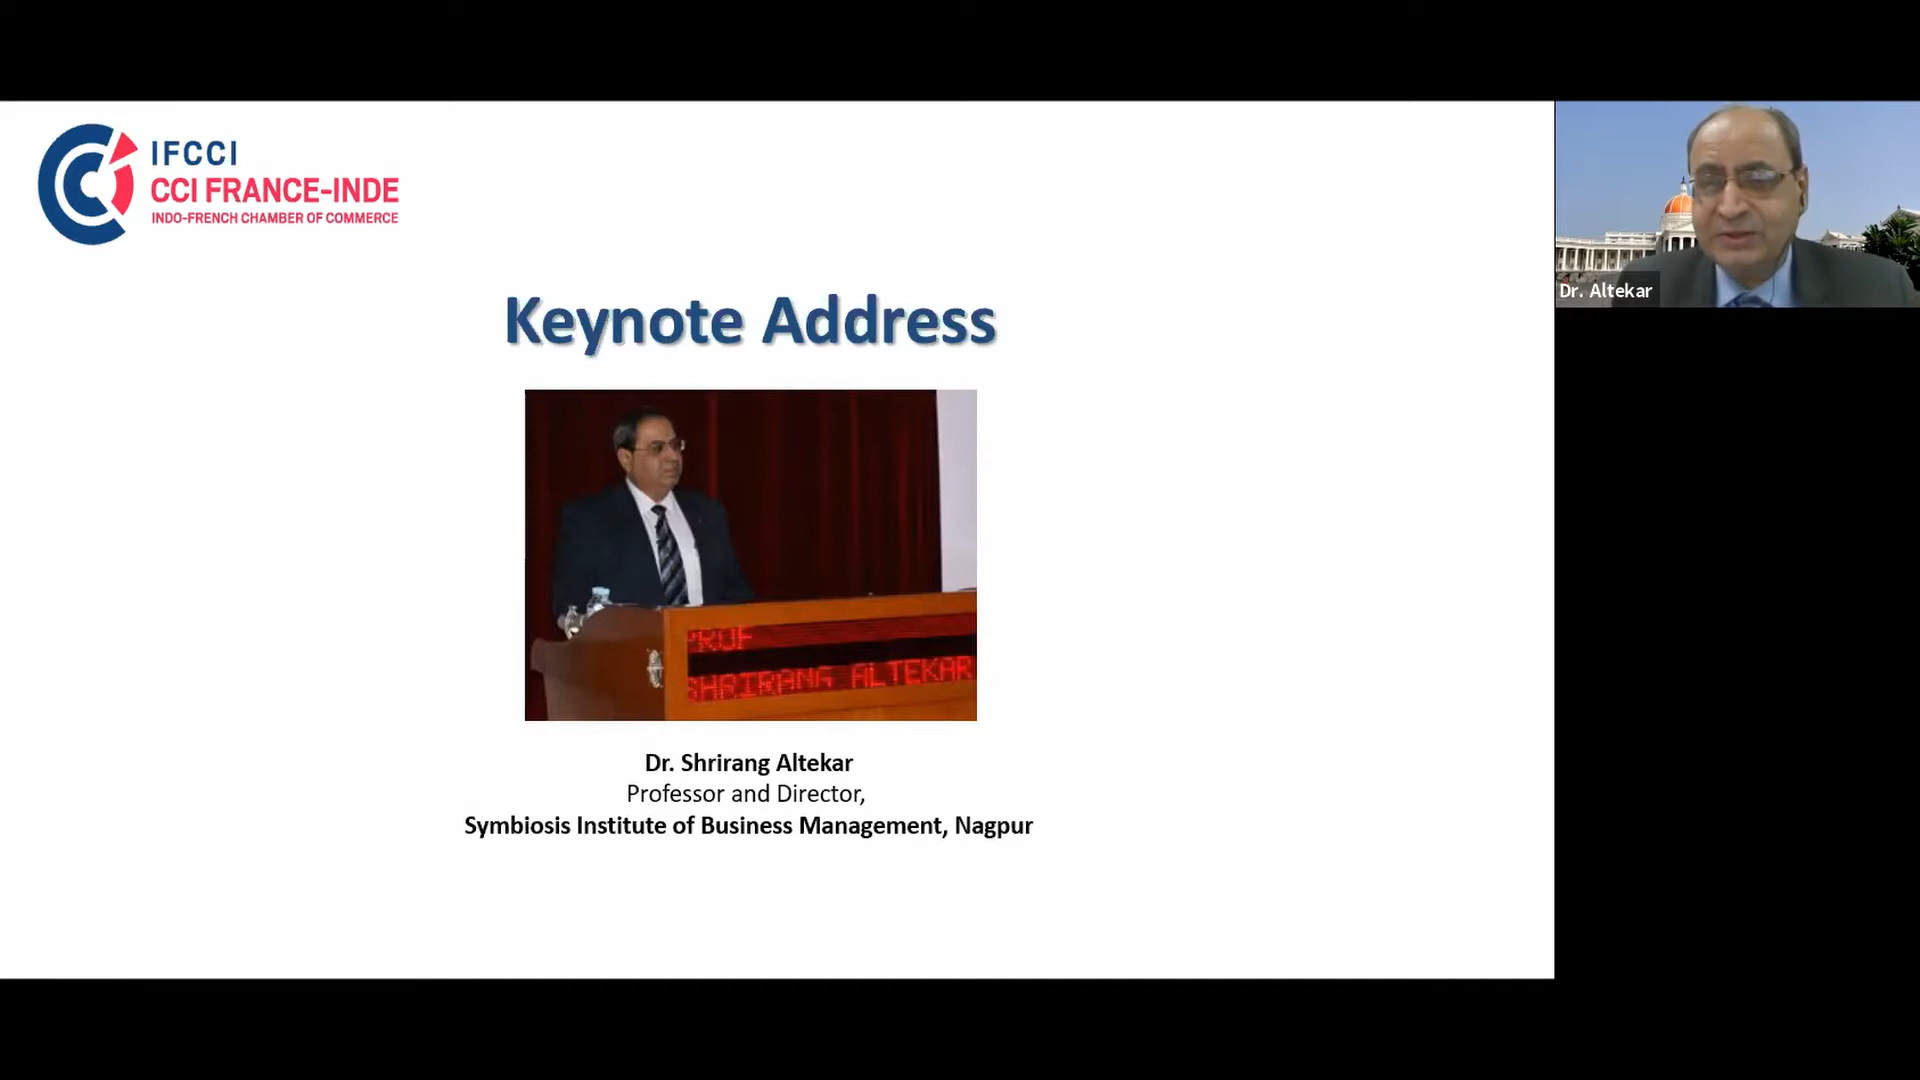 IFCCI
CCI FRANCE-INDE
INDO-FRENCH CHAMBER OF COMMERCE
Keynote Address
PROF
SHRIRANG ALTEKAR
Dr. Shrirang Altekar
Professor and Director,
Symbiosis Institute of Business Management, Nagpur
Dr. Altekar